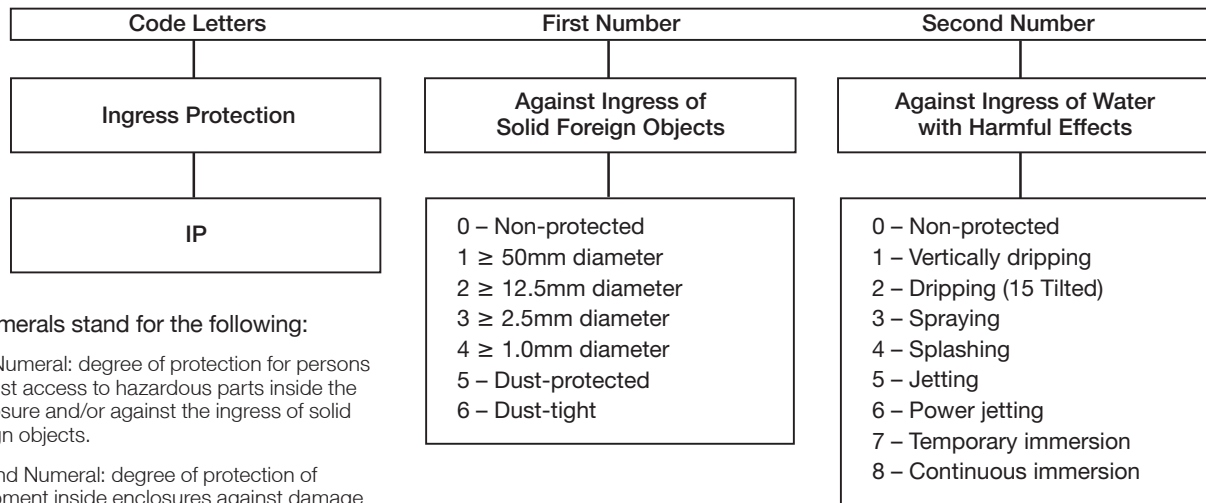 Code Letters
First Number
Second Number
Ingress Protection
Against Ingress of
Solid Foreign Objects
Against Ingress of Water
with Harmful Effects
IP
0 – Non-protected
1 ≥ 50mm diameter
2 ≥ 12.5mm diameter
3 ≥ 2.5mm diameter
4 ≥ 1.0mm diameter
5 – Dust-protected
6 – Dust-tight
0 – Non-protected
1 – Vertically dripping
2 – Dripping (15 Tilted)
3 – Spraying
4 – Splashing
5 – Jetting
6 – Power jetting
7 – Temporary immersion
8 – Continuous immersion
stand for the following:
Numeral: degree of protection for persons
access to hazardous parts inside the
and/or against the ingress of solid
objects.
Numeral: degree of protection of
inside enclosures against damage